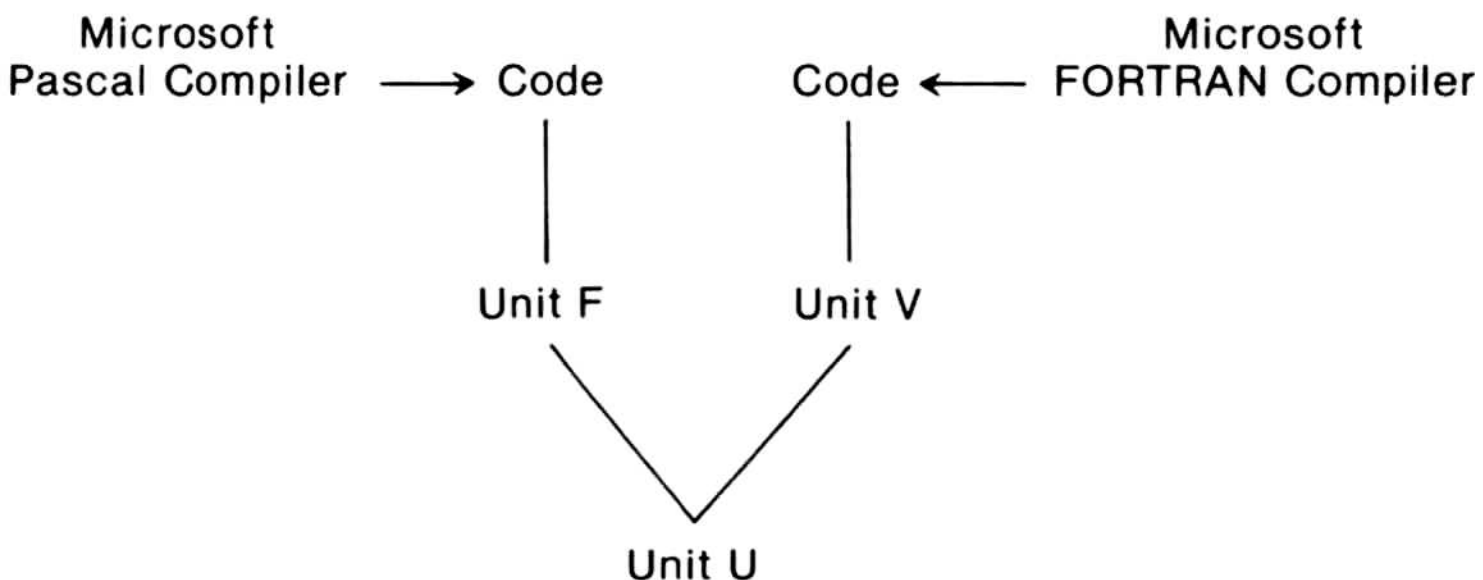 Microsoft
Pascal Compiler
Code
Code
Microsoft
FORTRAN Compiler
Unit F
Unit V
Unit U